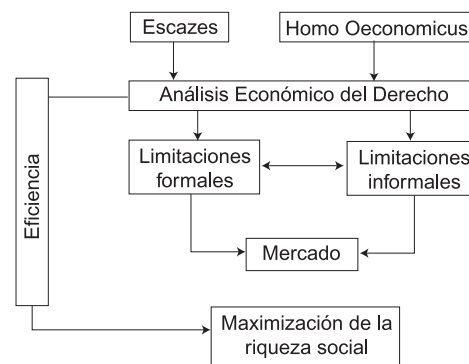 Escazes
Homo Oeconomicus
Análisis Económico del Derecho
Eficiencia
Limitaciones
formales
Limitaciones
informales
Mercado
Maximización de la
riqueza social